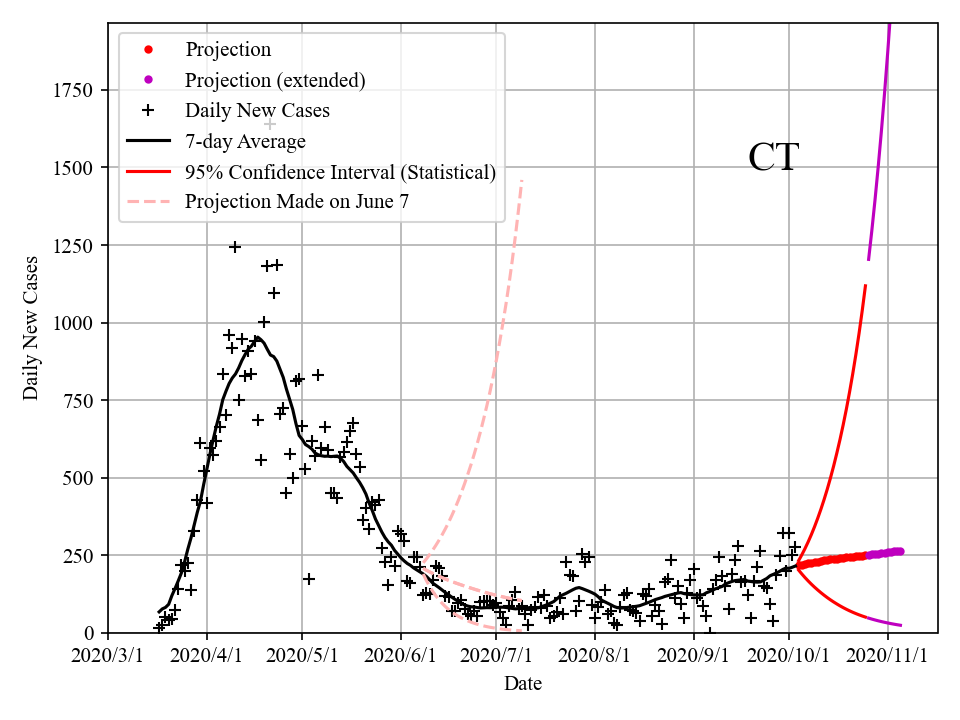 Projection
Projection (extended)
Daily New Cases
7-day Average
95% Confidence Interval (Statistical)
Projection Made on June 7
CT
Daily New Cases
1750
1500
1250
1000
750
500
250
0
2020/3/1 2020/4/1 2020/5/1 2020/6/1 2020/7/1 2020/8/1 2020/9/1 2020/10/1 2020/11/1
Date